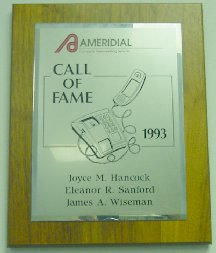 AMERIDIAL
CALL
OF
FAME
1993
Joyce M. Hancock
Eleanor R. Sanford
James A. Wiseman